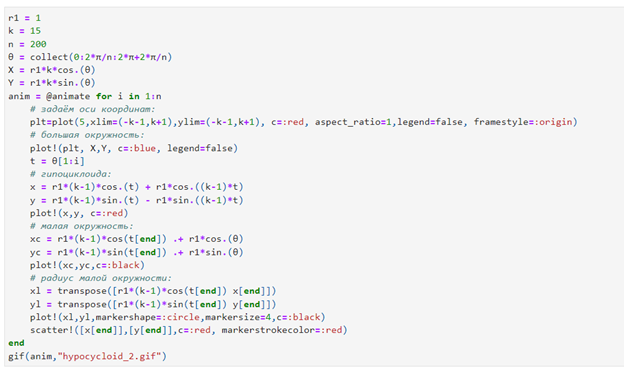 r1 = 1
k = 15
n = 200
θ = collect(0:2*π/n:2*π+2*π/n)
X = r1*k*cos.(θ)
Y = r1*k*sin.(θ)
anim = @animate for i in 1:n
# задаём оси координат:
plt=plot(5,xlim=(-k-1,k+1),ylim=(-k-1,k+1), c=:red, aspect_ratio=1,legend=false, framestyle=:origin)
# большая окружность:
plot!(plt, X,Y, c=:blue, legend=false)
t = θ[1:i]
# гипоциклоида:
x = r1*(k-1)*cos.(t) + r1*cos.((k-1)*t)
y = r1*(k-1)*sin.(t) - r1*sin.((k-1)*t)
plot!(x,y, c=:red)
# малая окружность:
xc = r1*(k-1)*cos(t[end]) .+ r1*cos.(θ)
yc = r1*(k-1)*sin(t[end]) .+ r1*sin.(θ)
plot!(xc,yc,c=:black)
# радиус малой окружности:
xl = transpose([r1*(k-1)*cos(t[end]) x[end]])
yl = transpose([r1*(k-1)*sin(t[end]) y[end]])
plot!(xl,yl,markershape=:circle,markersize=4,c=:black)
scatter!([x[end]],[y[end]],c=:red, markerstrokecolor=:red)
end
gif(anim,"hypocycloid_2.gif")